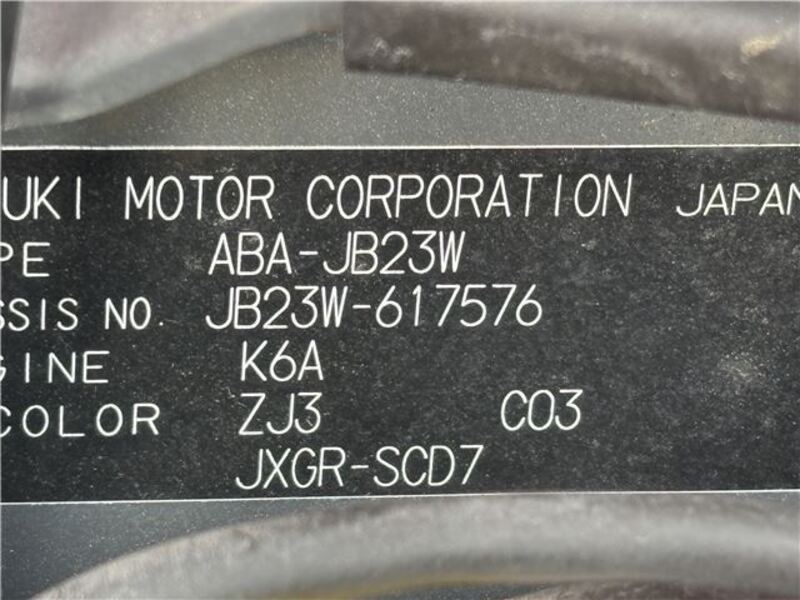 UKI MOTOR CORPORATION JAPAN
PE ABA-JB23W
SSIS NO. JB23W-617576
GINE K6A
COLOR ZJ3 C03
JXGR-SCD7